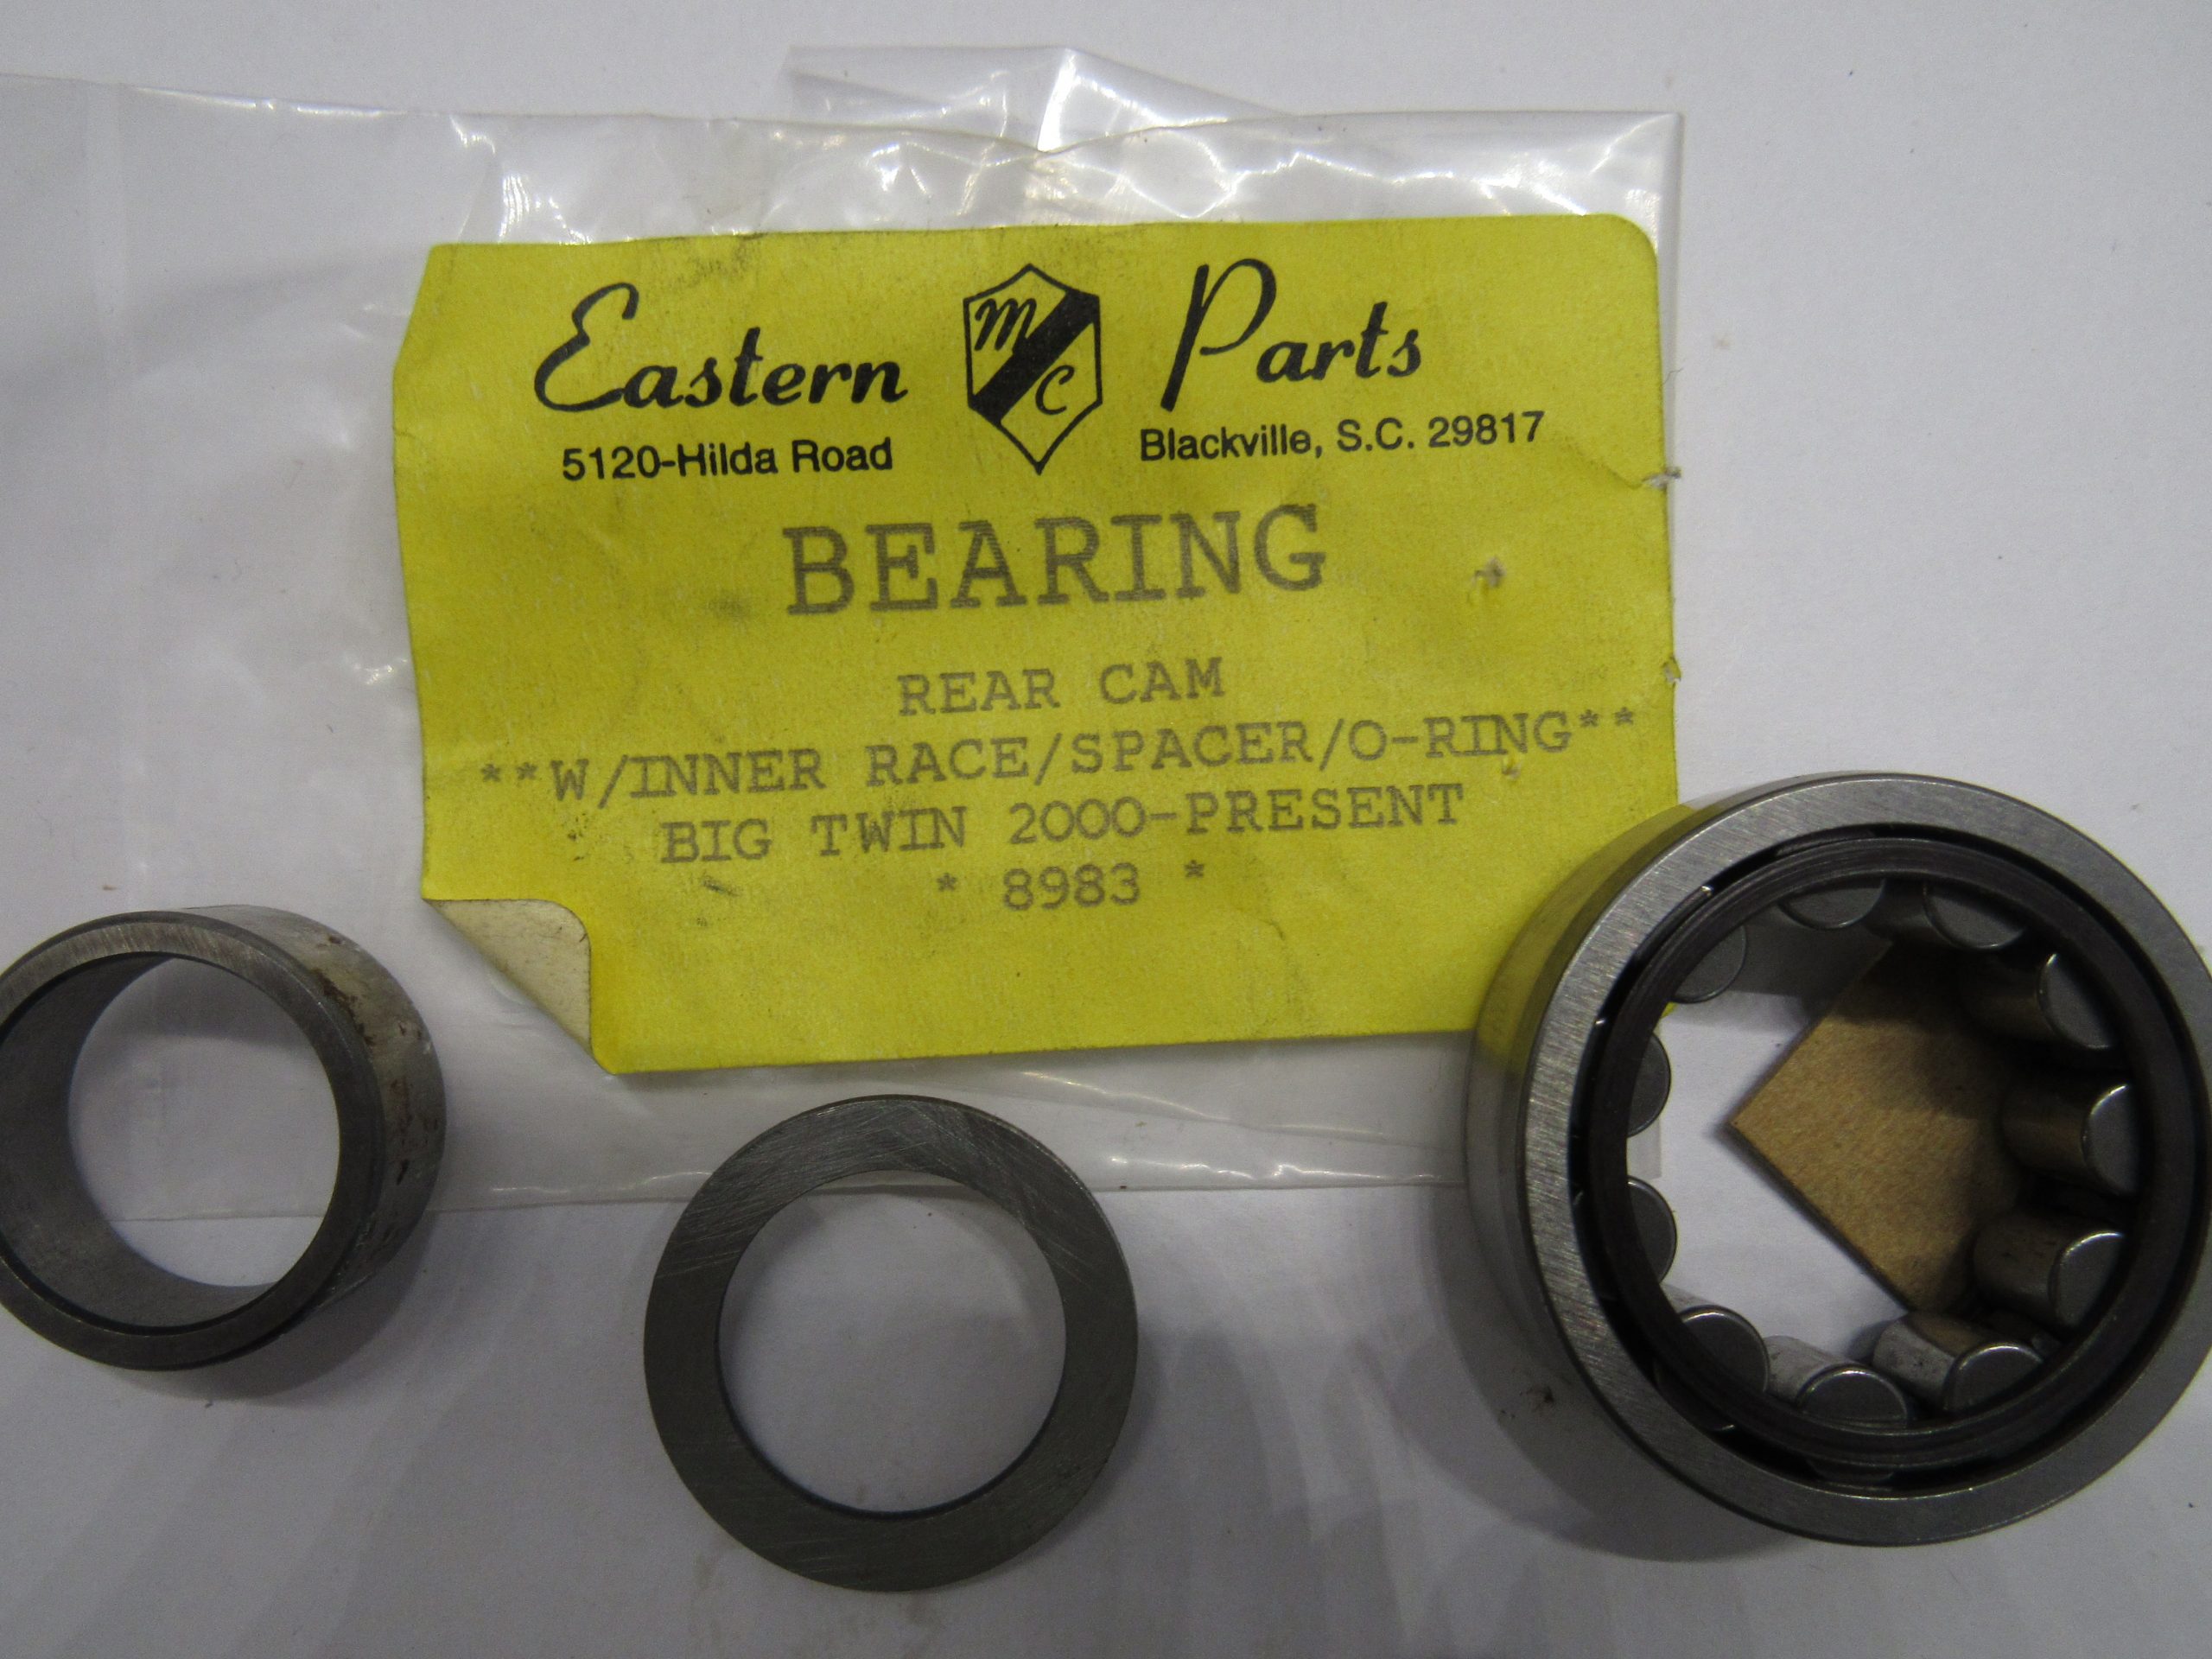 Eastern MC Parts
5120-Hilda Road Blackville, S.C. 29817
BEARING
REAR CAM
**W/INNER RACE/SPACER/O-RING**
BIG TWIN 2000-PRESENT
* 8983 *